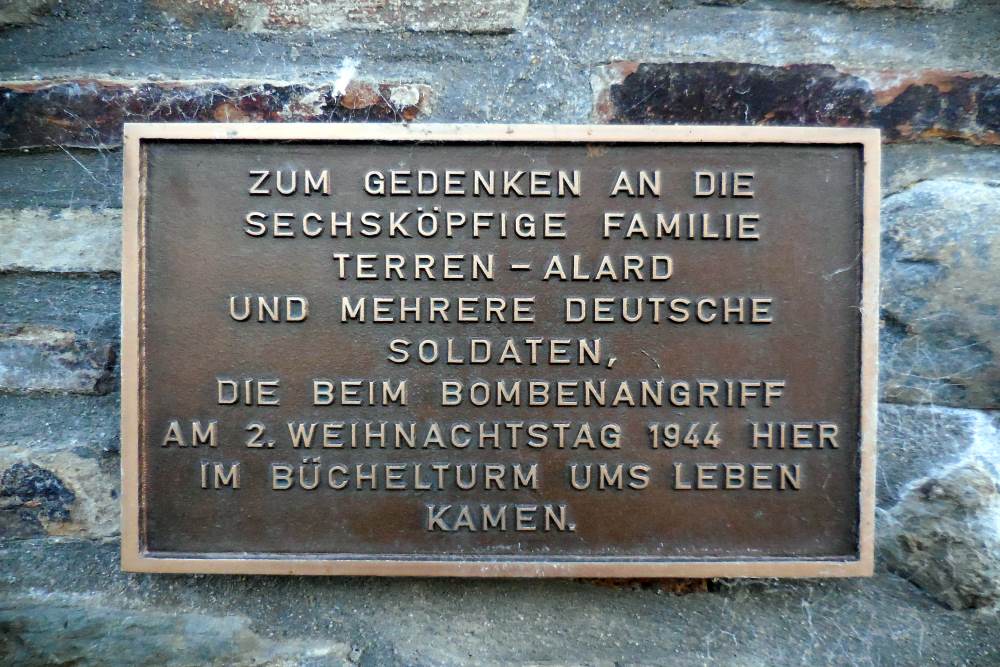 ZUM GEDENKEN AN DIE
SECHSKÖPFIGE FAMILIE
TERREN – ALARD
UND MEHRERE DEUTSCHE
SOLDATEN,
DIE BEIM BOMBENANGRIFF
AM 2. WEIHNACHTSTAG 1944 HIER
IM BÜCHELTURM UMS LEBEN
KAMEN.